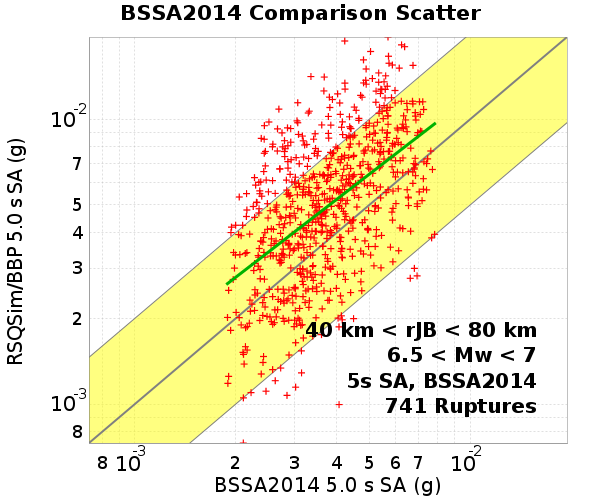 BSSA2014 Comparison Scatter
RSQSim/BBP 5.0 s SA (g)
10-2
7
5
4
3
2
10-3
8
40 km < rJB < 80 km
6.5 < Mw < 7
5s SA, BSSA2014
741 Ruptures
8 10-3 2 3 4 5 6 7 10-2
BSSA2014 5.0 s SA (g)